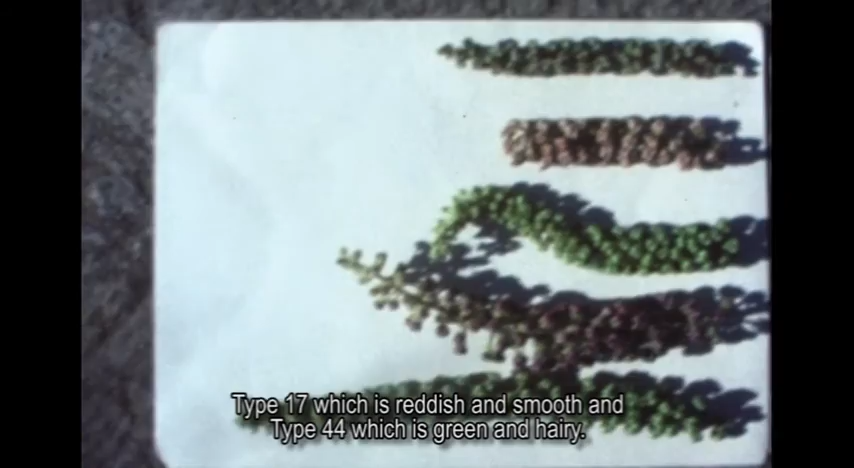 Type 17 which is reddish and smooth and
Type 44 which is green and hairy.